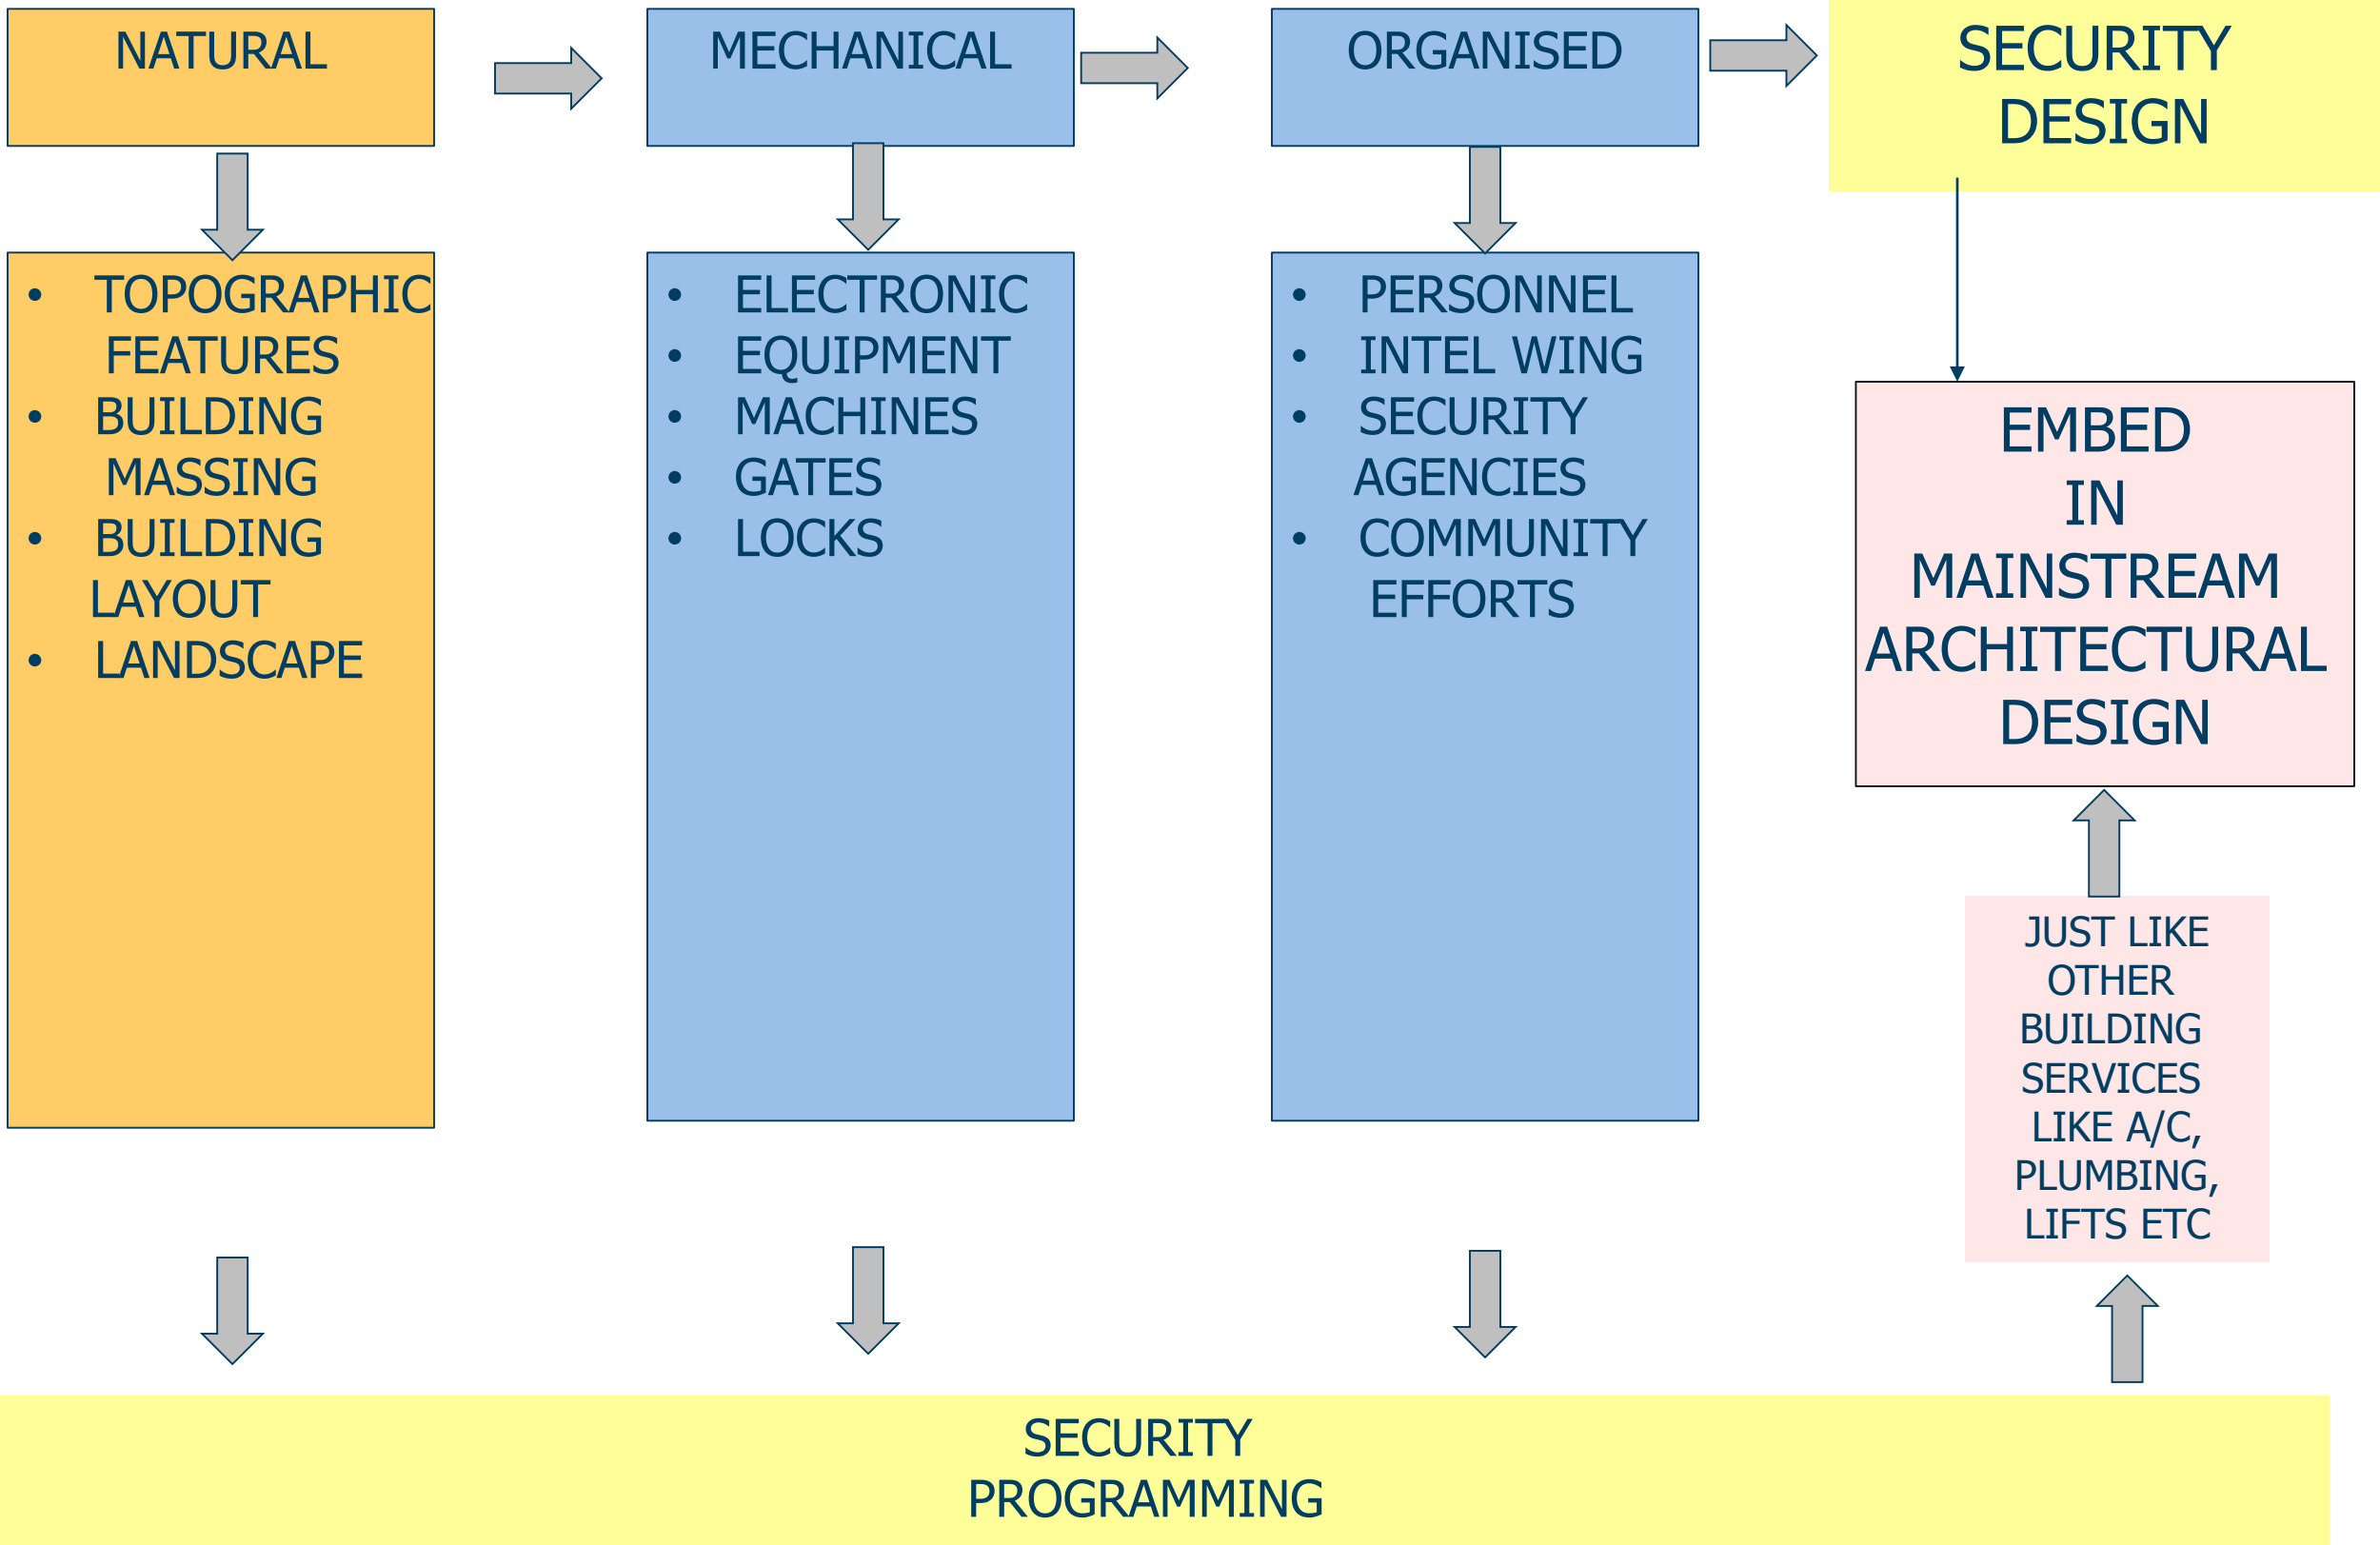 NATURAL
MECHANICAL
ORGANISED
SECURITY
DESIGN
• TOPOGRAPHIC
FEATURES
• BUILDING
MASSING
• BUILDING
LAYOUT
• LANDSCAPE
• ELECTRONIC
• EQUIPMENT
• MACHINES
• GATES
• LOCKS
• PERSONNEL
• INTEL WING
• SECURITY
AGENCIES
• COMMUNITY
EFFORTS
EMBED
IN
MAINSTREAM
ARCHITECTURAL
DESIGN
JUST LIKE
OTHER
BUILDING
SERVICES
LIKE A/C,
PLUMBING,
LIFTS ETC
SECURITY
PROGRAMMING